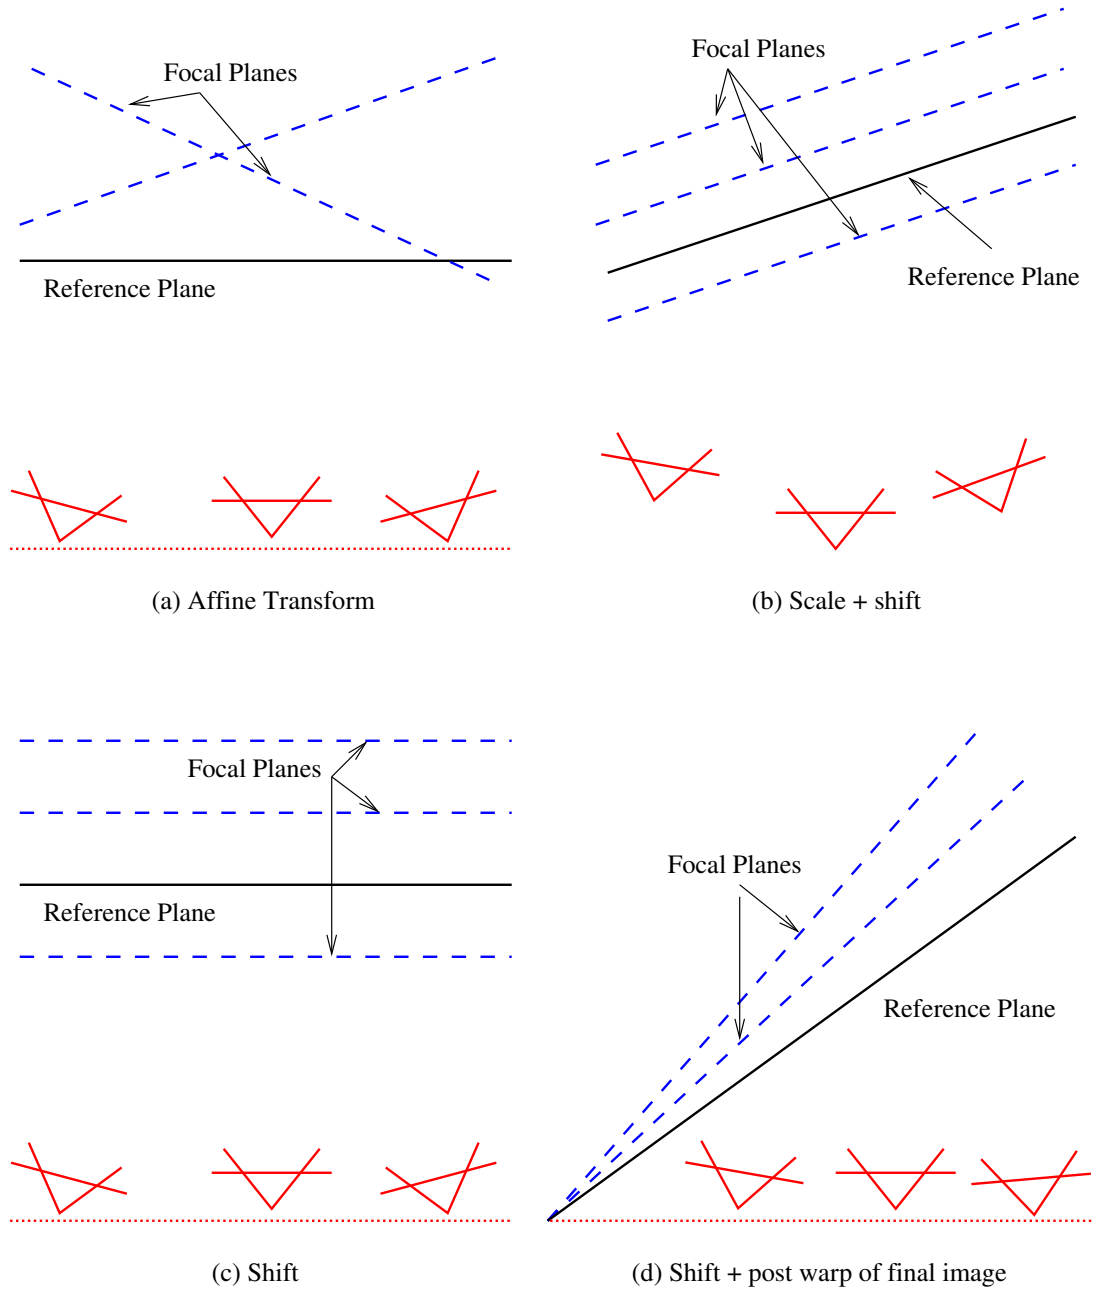 Focal Planes
Reference Plane
(a) Affine Transform
Focal Planes
Reference Plane
(b) Scale + shift
Focal Planes
Reference Plane
(c) Shift
Focal Planes
Reference Plane
(d) Shift + post warp of final image